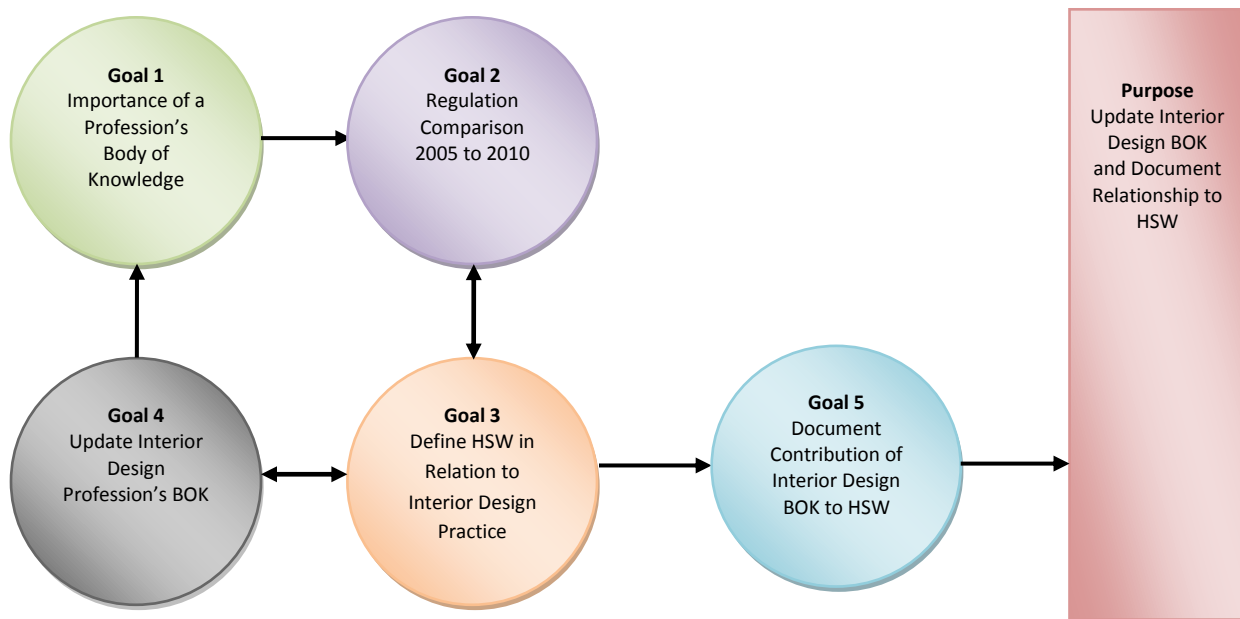 Goal 1
Importance of a
Profession’s
Body of
Knowledge
Goal 2
Regulation
Comparison
2005 to 2010
Purpose
Update Interior
Design BOK
and Document
Relationship to
HSW
Goal 4
Update Interior
Design
Profession’s BOK
Goal 3
Define HSW in
Relation to
Interior Design
Practice
Goal 5
Document
Contribution of
Interior Design
BOK to HSW